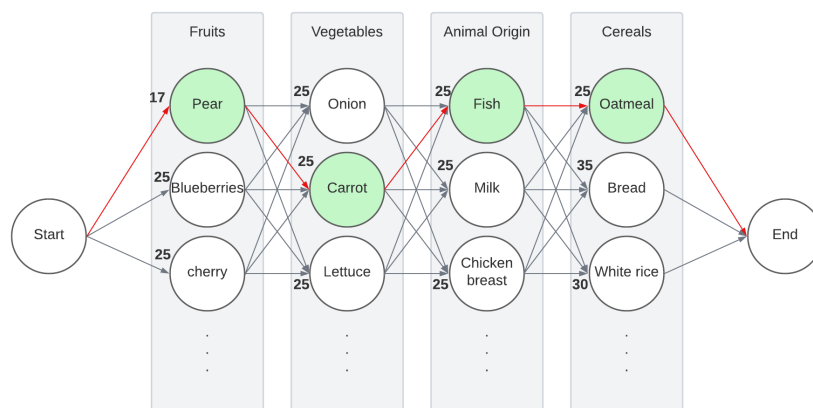 Fruits
Vegetables
Animal Origin
Cereals
17
Pear
25
Onion
25
Fish
25
Oatmeal
25
Blueberries
25
Carrot
25
Milk
35
Bread
Start
End
25
cherry
25
Lettuce
25
Chicken
breast
30
White rice